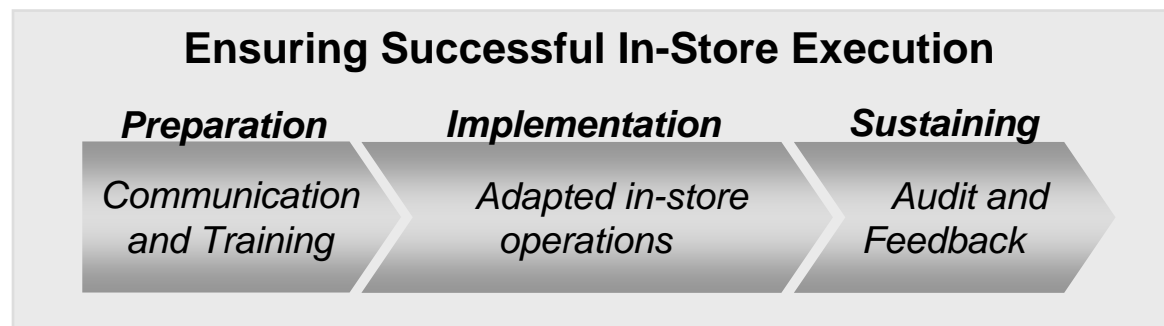 Ensuring Successful In-Store Execution
Preparation
Communication
and Training
Implementation
Adapted in-store
operations
Sustaining
Audit and
Feedback